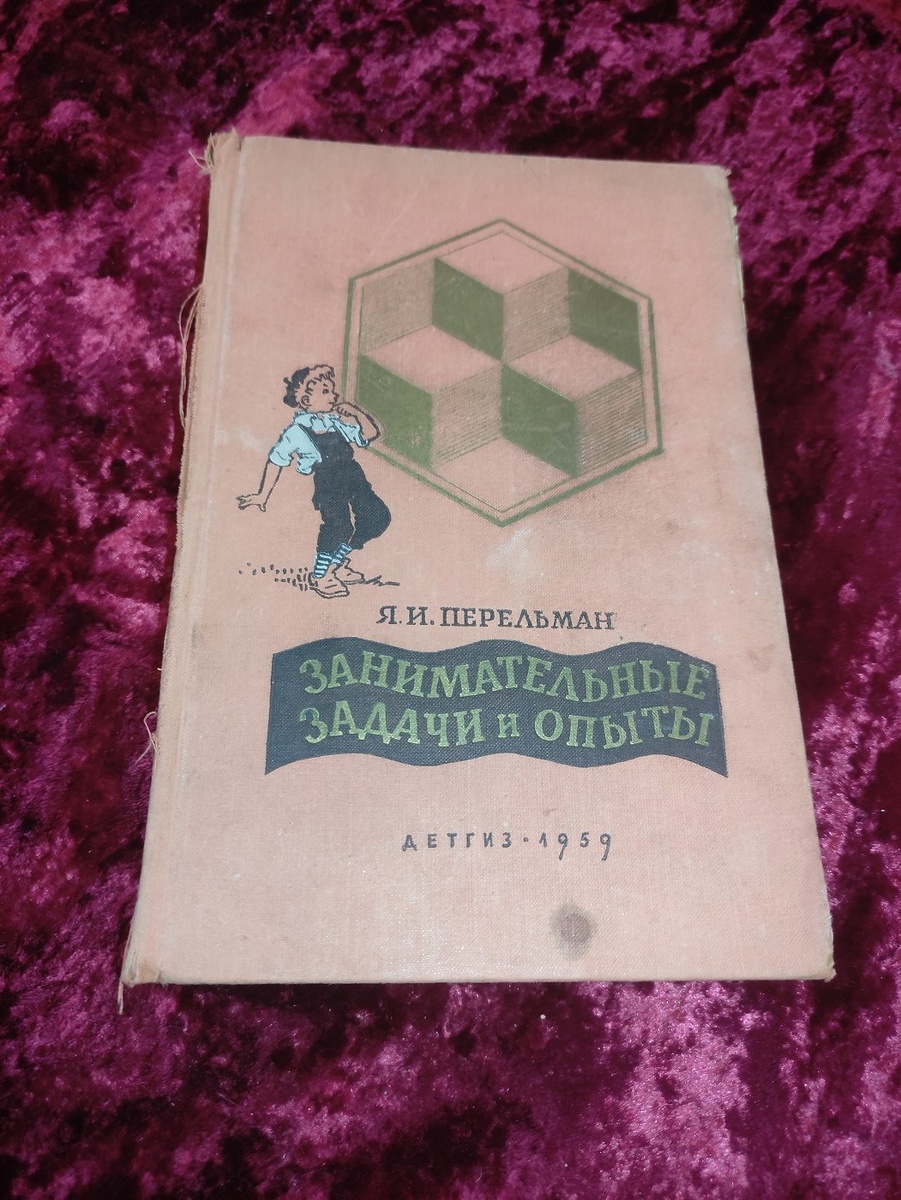 Я. И. ПЕРЕЛЬМАН
ЗАНИМАТЕЛЬНЫЕ
ЗАДАЧИ и ОПЫТЫ
ДЕТГИЗ · 1959